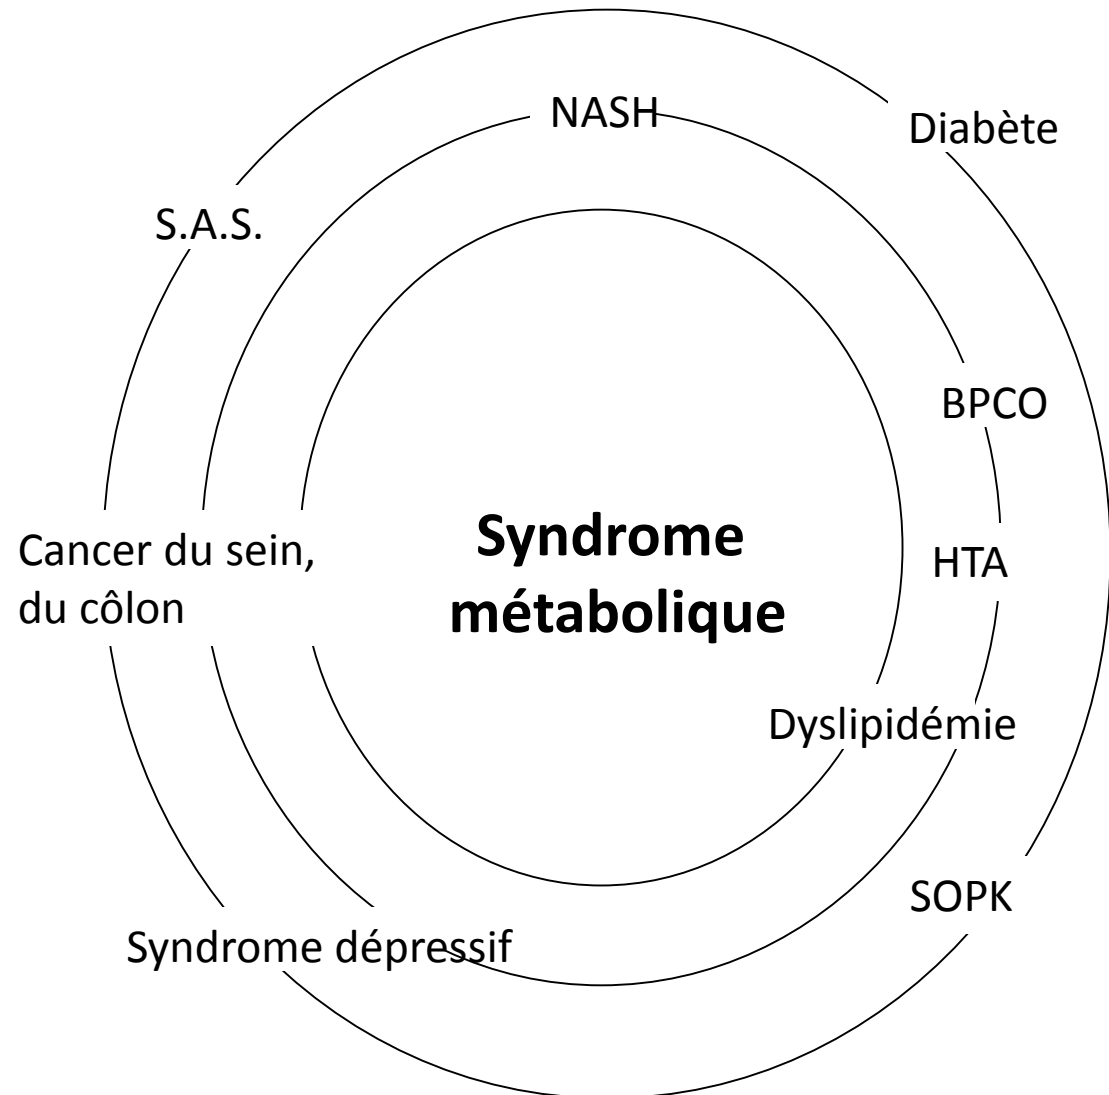 NASH
Diabète
S.A.S.
BPCO
Syndrome
métabolique
Cancer du sein,
du côlon
HTA
Dyslipidémie
SOPK
Syndrome dépressif